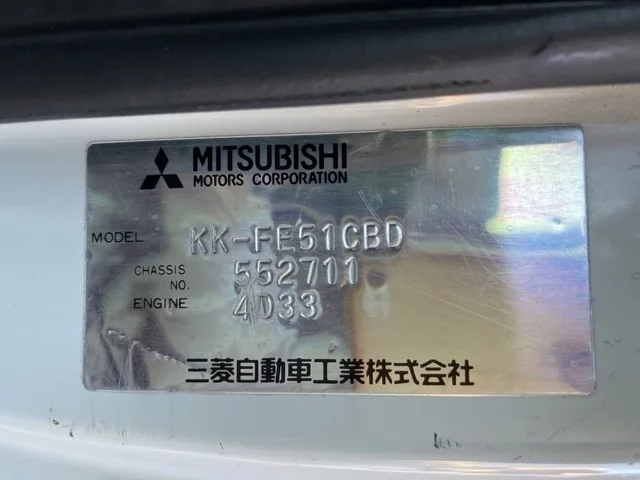 MITSUBISHI
MOTORS CORPORATION
MODEL KK-FE51CBD
CHASSIS NO. 552711
ENGINE 4D33
三菱自動車工業株式会社